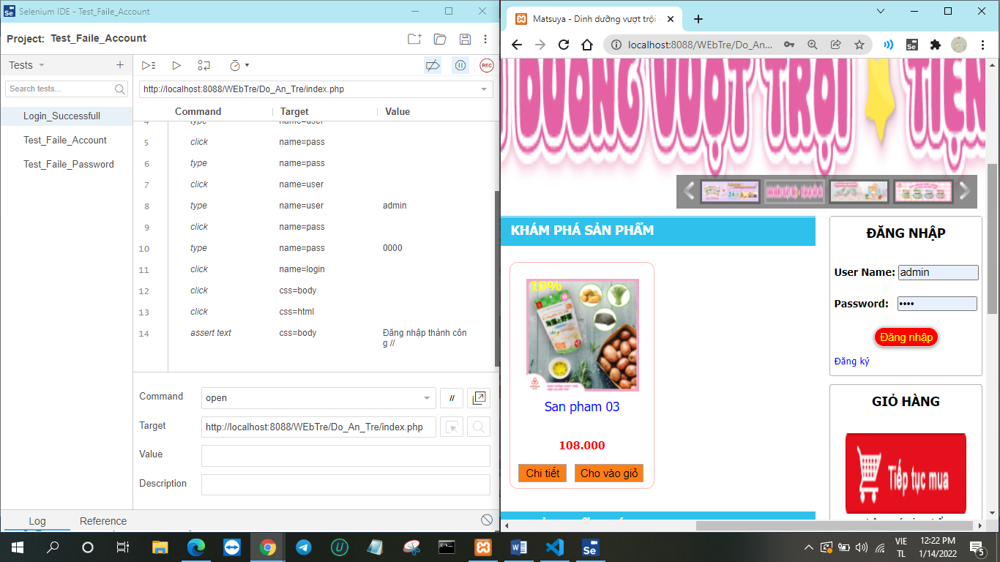 Selenium IDE - Test_Faile_Account
Project: Test_Faile_Account
Tests
Search tests...
Login_Successfull
Test_Faile_Account
Test_Faile_Password
REC
http://localhost:8088/WEbTre/Do_An_Tre/index.php
Command Target Value
4 type name=user
5 click name=pass
6 type name=pass
7 click name=user
8 type name=user admin
9 click name=pass
10 type name=pass 0000
11 click name=login
12 click css=body
13 click css=html
14 assert text css=body Đăng nhập thành côn
g //
Command open //
Target http://localhost:8088/WEbTre/Do_An_Tre/index.php
Value
Description
Log Reference
Matsuya - Dinh dưỡng vượt trội -
localhost:8088/WEbTre/Do_An...
DƯỠNG VƯỢT TRỘI TIỆN
KHÁM PHÁ SẢN PHẨM
10%
San pham 03
108.000
Chi tiết Cho vào giỏ
ĐĂNG NHẬP
User Name: admin
Password: ••••
Đăng nhập
Đăng ký
GIỎ HÀNG
Tiếp tục mua
VIE
TL
12:22 PM
1/14/2022
5